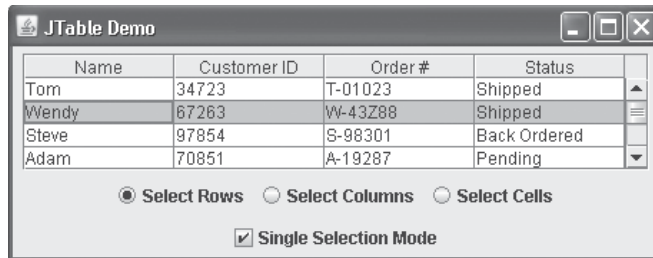 JTable Demo
Name Customer ID Order # Status
Tom 34723 T-01023 Shipped
Wendy 67263 W-43Z88 Shipped
Steve 97854 S-98301 Back Ordered
Adam 70851 A-19287 Pending
Select Rows Select Columns Select Cells
Single Selection Mode